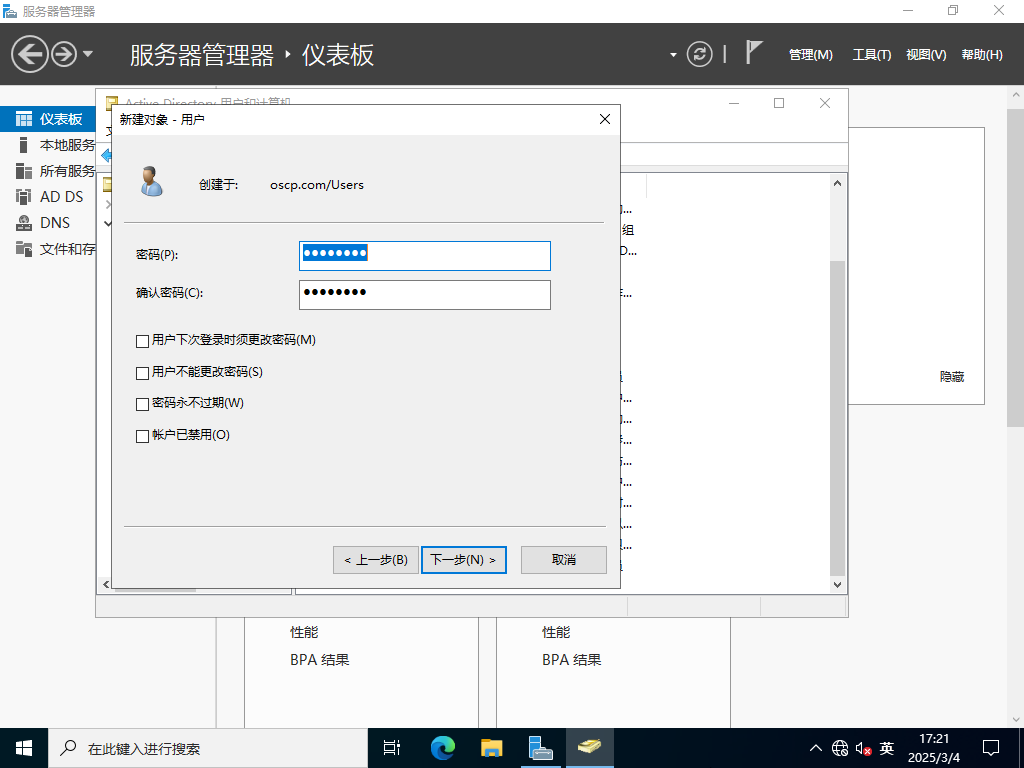 服务器管理器
服务器管理器 ‣ 仪表板
管理(M) 工具(T) 视图(V) 帮助(H)
Active Directory 用户和计算机
仪表板
本地服务
所有服务
AD DS
DNS
文件和存
新建对象 - 用户
创建于: oscp.com/Users
密码(P): ●●●●●●●●
确认密码(C): ●●●●●●●●
用户下次登录时须更改密码(M)
用户不能更改密码(S)
密码永不过期(W)
帐户已禁用(O)
< 上一步(B) 下一步(N) > 取消
组
D...
隐藏
性能 性能
BPA 结果 BPA 结果
在此键入进行搜索
英
17:21
2025/3/4